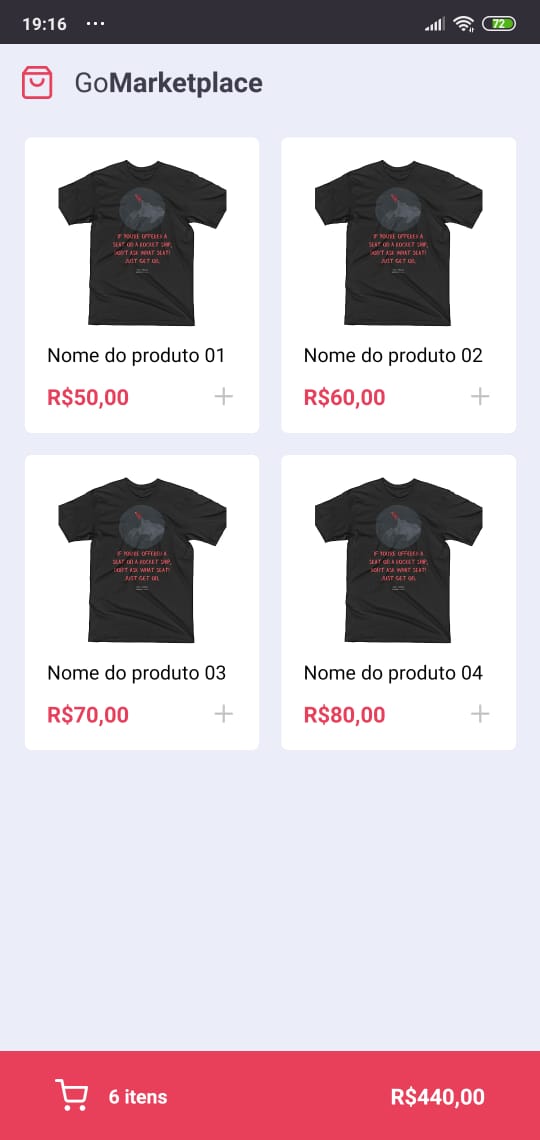 19:16 ... 72
GoMarketplace
IF YOU'RE OFFERED A
SEAT ON A ROCKET SHIP,
DON'T ASK WHAT SEAT!
JUST GET ON.
IF YOU'RE OFFERED A
SEAT ON A ROCKET SHIP,
DON'T ASK WHAT SEAT!
JUST GET ON.
Nome do produto 01
Nome do produto 02
R$50,00 +
R$60,00 +
IF YOU'RE OFFERED A
SEAT ON A ROCKET SHIP,
DON'T ASK WHAT SEAT!
JUST GET ON.
IF YOU'RE OFFERED A
SEAT ON A ROCKET SHIP,
DON'T ASK WHAT SEAT!
JUST GET ON.
Nome do produto 03
Nome do produto 04
R$70,00 +
R$80,00 +
6 itens
R$440,00